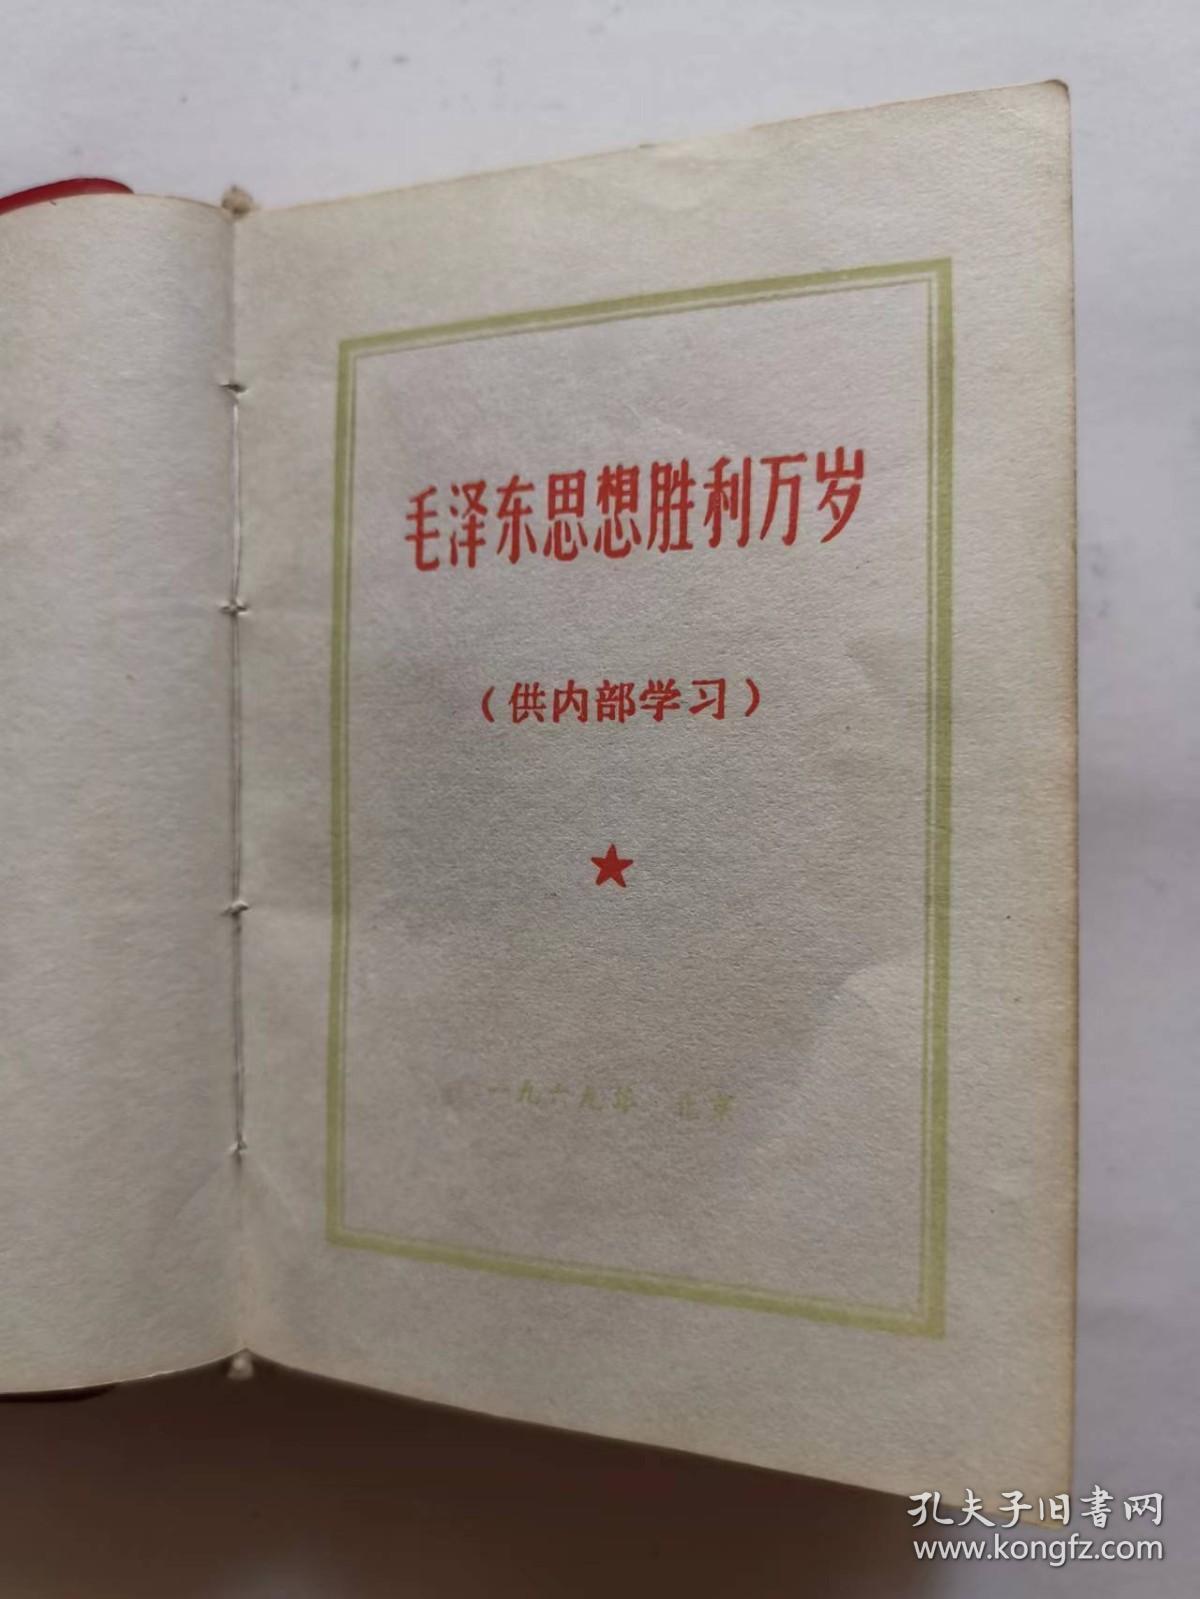 毛泽东思想胜利万岁
（供内部学习）
一九六九年·北京
孔夫子旧书网
www.kongfz.com